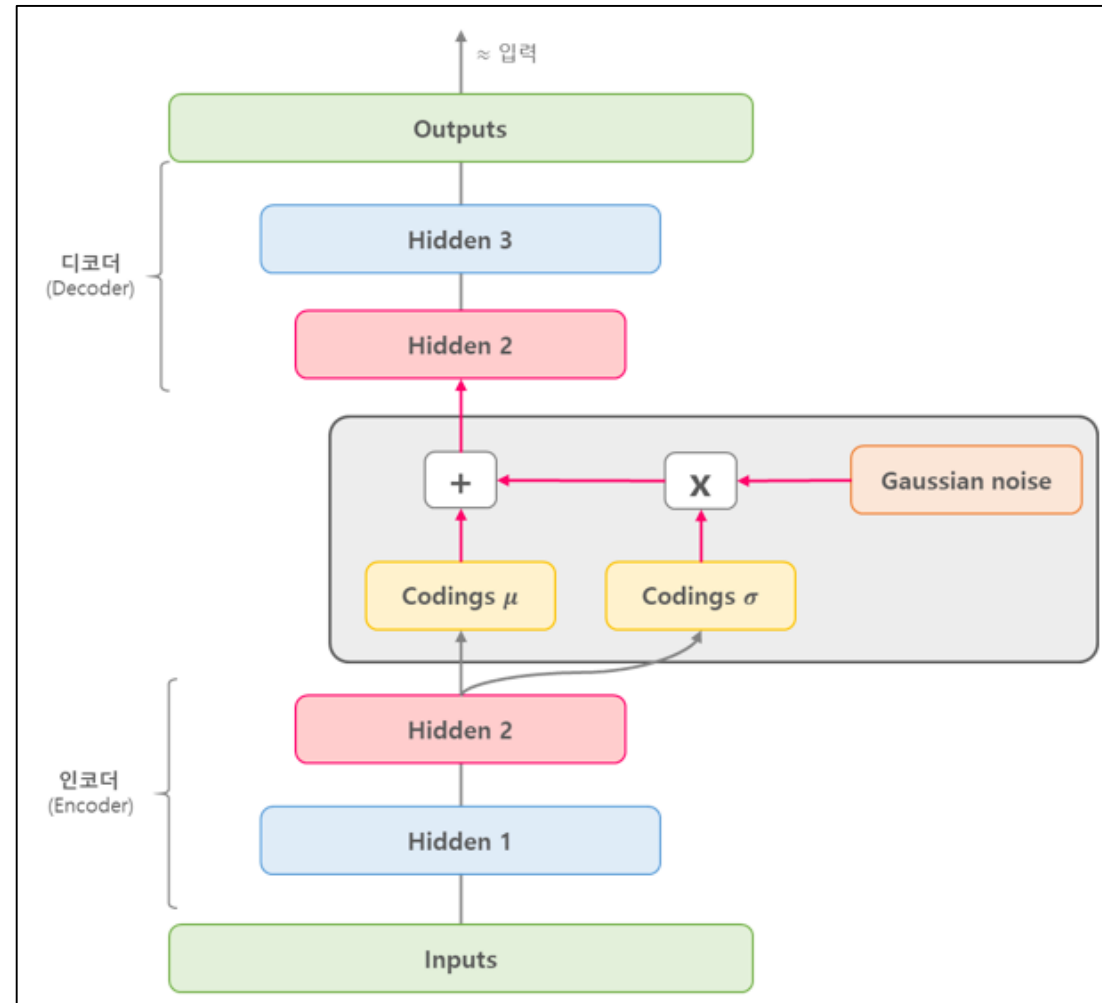 ≈ 입력
Outputs
Hidden 3
디코더
(Decoder)
Hidden 2
+
x
Gaussian noise
Codings μ
Codings σ
Hidden 2
인코더
(Encoder)
Hidden 1
Inputs